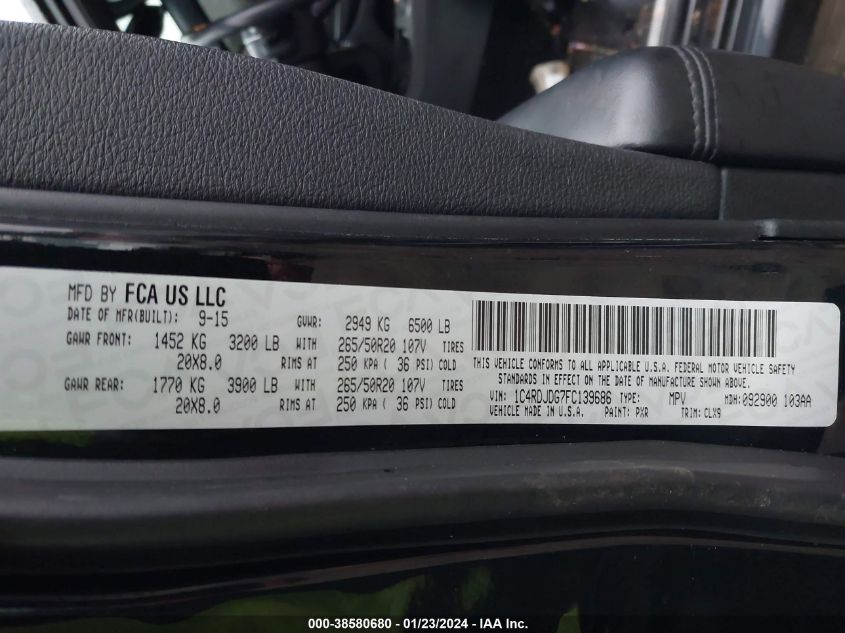 MFD BY FCA US LLC
DATE OF MFR(BUILT): 9-15 GVWR: 2949 KG 6500 LB
GAWR FRONT: 1452 KG 3200 LB WITH: 265/50R20 107V TIRES
20X8.0 RIMS AT 250 KPA ( 36 PSI) COLD
GAWR REAR: 1770 KG 3900 LB WITH: 265/50R20 107V TIRES
20X8.0 RIMS AT 250 KPA ( 36 PSI) COLD
THIS VEHICLE CONFORMS TO ALL APPLICABLE U.S.A. FEDERAL MOTOR VEHICLE SAFETY
STANDARDS IN EFFECT ON THE DATE OF MANUFACTURE SHOWN ABOVE.
VIN: 1C4RDJDG7FC139686 TYPE: MPV MDH: 092900 103AA
VEHICLE MADE IN U.S.A. PAINT: PXR TRIM: CLX9
000-38580680 - 01/23/2024 - IAA Inc.